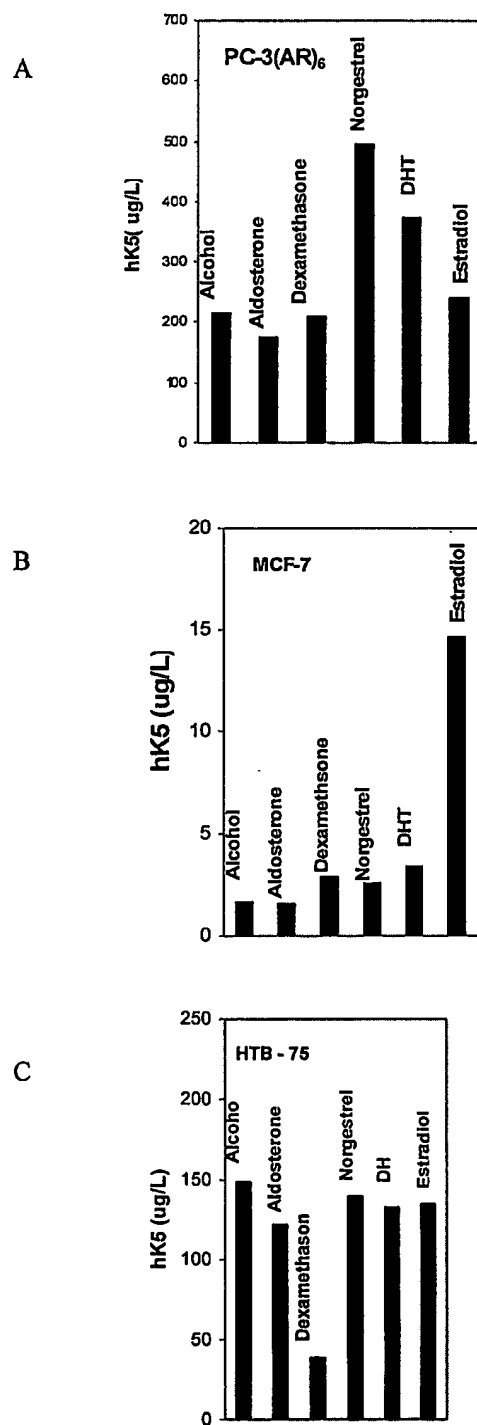 A
PC-3(AR)6
hK5( ug/L)
700
600
500
400
300
200
100
0
Alcohol
Aldosterone
Dexamethasone
Norgestrel
DHT
Estradiol
B
MCF-7
hK5 (ug/L)
20
15
10
5
0
Alcohol
Aldosterone
Dexamethsone
Norgestrel
DHT
Estradiol
C
HTB - 75
hK5 (ug/L)
250
200
150
100
50
0
Alcoho
Aldosterone
Dexamethason
Norgestrel
DH
Estradiol